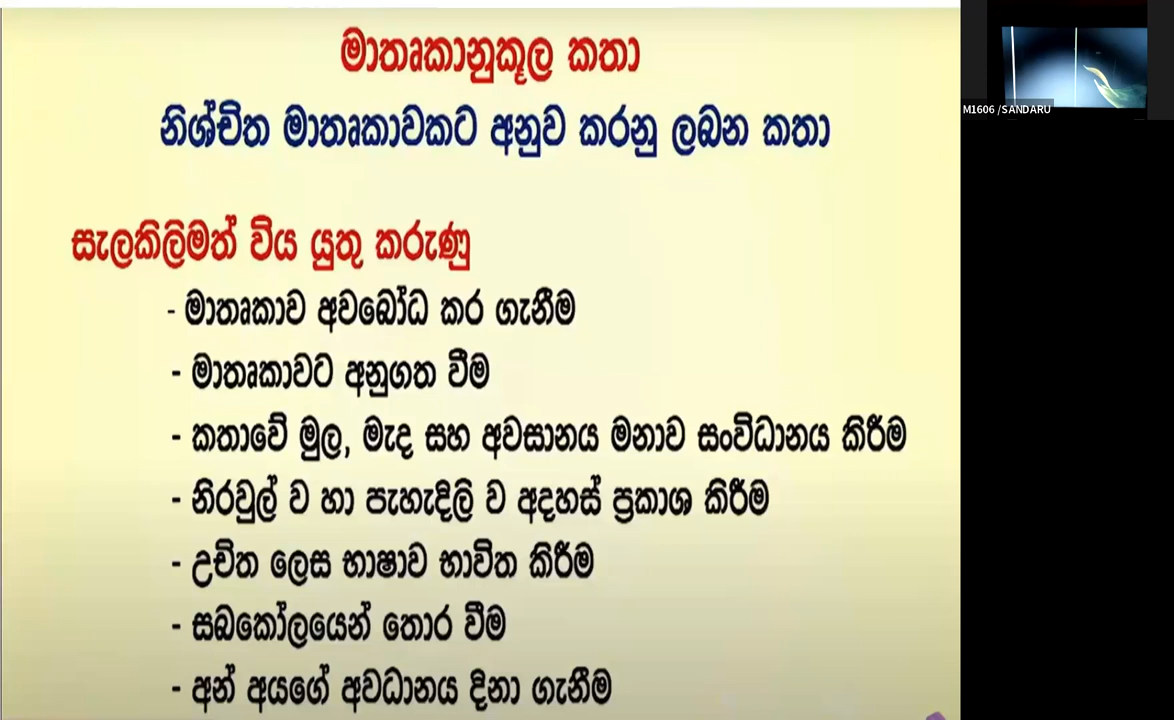 මාතෘකානුකූල කතා
නිශ්චිත මාතෘකාවකට අනුව කරනු ලබන කතා
සැලකිලිමත් විය යුතු කරුණු
- මාතෘකාව අවබෝධ කර ගැනීම
- මාතෘකාවට අනුගත වීම
- කතාවේ මුල, මැද සහ අවසානය මනාව සංවිධානය කිරීම
- නිරවුල් ව හා පැහැදිලි ව අදහස් ප්‍රකාශ කිරීම
- උචිත ලෙස භාෂාව භාවිත කිරීම
- සබකෝලයෙන් තොර වීම
- අන් අයගේ අවධානය දිනා ගැනීම
M1606 /SANDARU